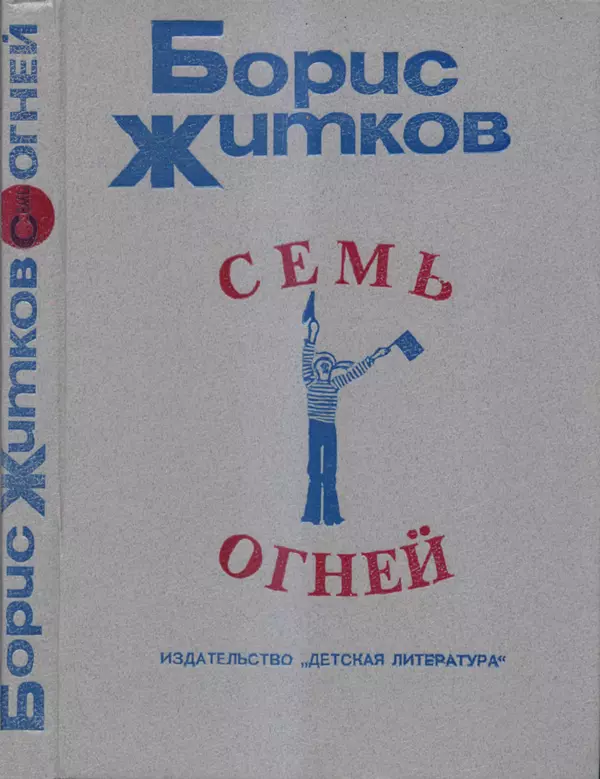 Борис
Житков
СЕМЬ
ОГНЕЙ
ИЗДАТЕЛЬСТВО „ДЕТСКАЯ ЛИТЕРАТУРА“
Борис Житков Семь ОГНЕЙ